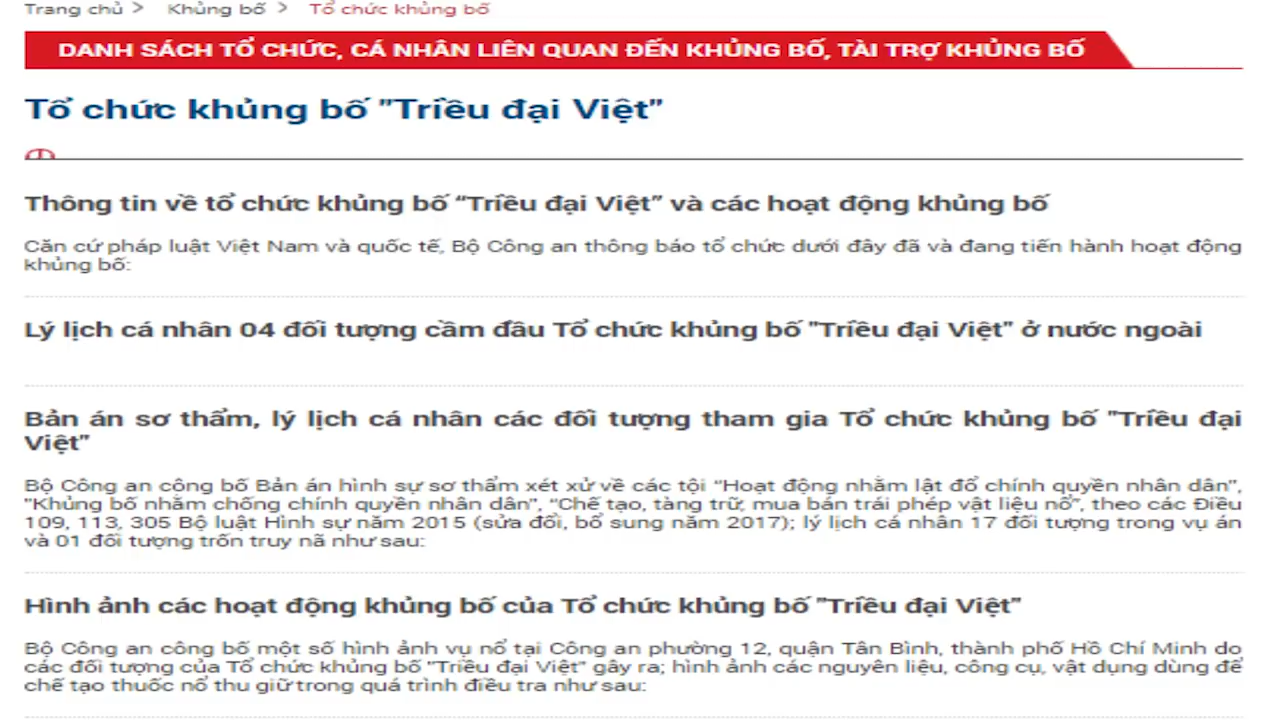 Trang chủ > Khủng bố > Tổ chức khủng bố
DANH SÁCH TỔ CHỨC, CÁ NHÂN LIÊN QUAN ĐẾN KHỦNG BỐ, TÀI TRỢ KHỦNG BỐ
Tổ chức khủng bố "Triều đại Việt"
Thông tin về tổ chức khủng bố “Triều đại Việt” và các hoạt động khủng bố
Căn cứ pháp luật Việt Nam và quốc tế, Bộ Công an thông báo tổ chức dưới đây đã và đang tiến hành hoạt động
khủng bố:
Lý lịch cá nhân 04 đối tượng cầm đầu Tổ chức khủng bố "Triều đại Việt" ở nước ngoài
Bản án sơ thẩm, lý lịch cá nhân các đối tượng tham gia Tổ chức khủng bố "Triều đại
Việt"
Bộ Công an công bố Bản án hình sự sơ thẩm xét xử về các tội “Hoạt động nhằm lật đổ chính quyền nhân dân”,
"Khủng bố nhằm chống chính quyền nhân dân", “Chế tạo, tàng trữ, mua bán trái phép vật liệu nổ”, theo các Điều
109, 113, 305 Bộ luật Hình sự năm 2015 (sửa đổi, bổ sung năm 2017); lý lịch cá nhân 17 đối tượng trong vụ án
và 01 đối tượng trốn truy nã như sau:
Hình ảnh các hoạt động khủng bố của Tổ chức khủng bố "Triều đại Việt"
Bộ Công an công bố một số hình ảnh vụ nổ tại Công an phường 12, quận Tân Bình, thành phố Hồ Chí Minh do
các đối tượng của Tổ chức khủng bố "Triều đại Việt" gây ra; hình ảnh các nguyên liệu, công cụ, vật dụng dùng để
chế tạo thuốc nổ thu giữ trong quá trình điều tra như sau: